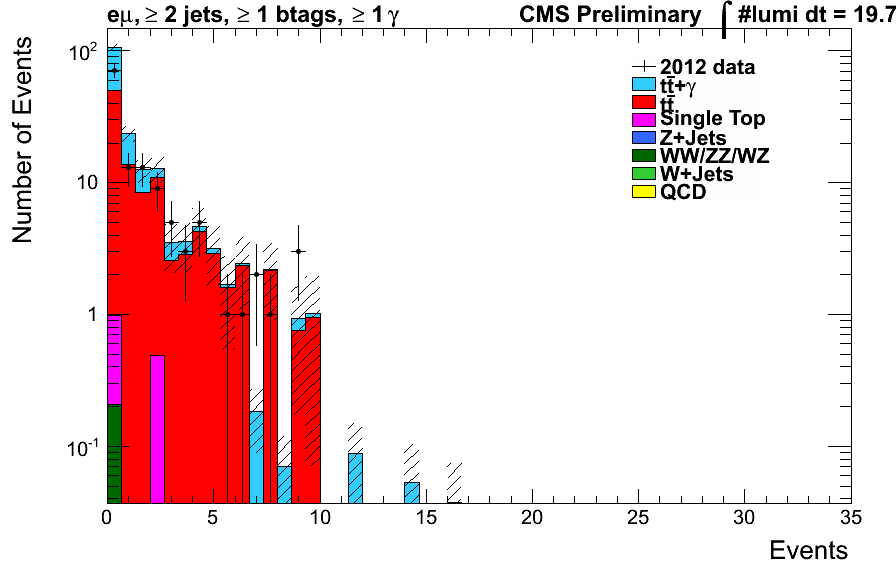 eμ, ≥ 2 jets, ≥ 1 btags, ≥ 1 γ
CMS Preliminary ∫ #lumi dt = 19.7
Number of Events
10²
10
1
10⁻¹
2012 data
tt̄+γ
tt̄
Single Top
Z+Jets
WW/ZZ/WZ
W+Jets
QCD
0 5 10 15 20 25 30 35
Events